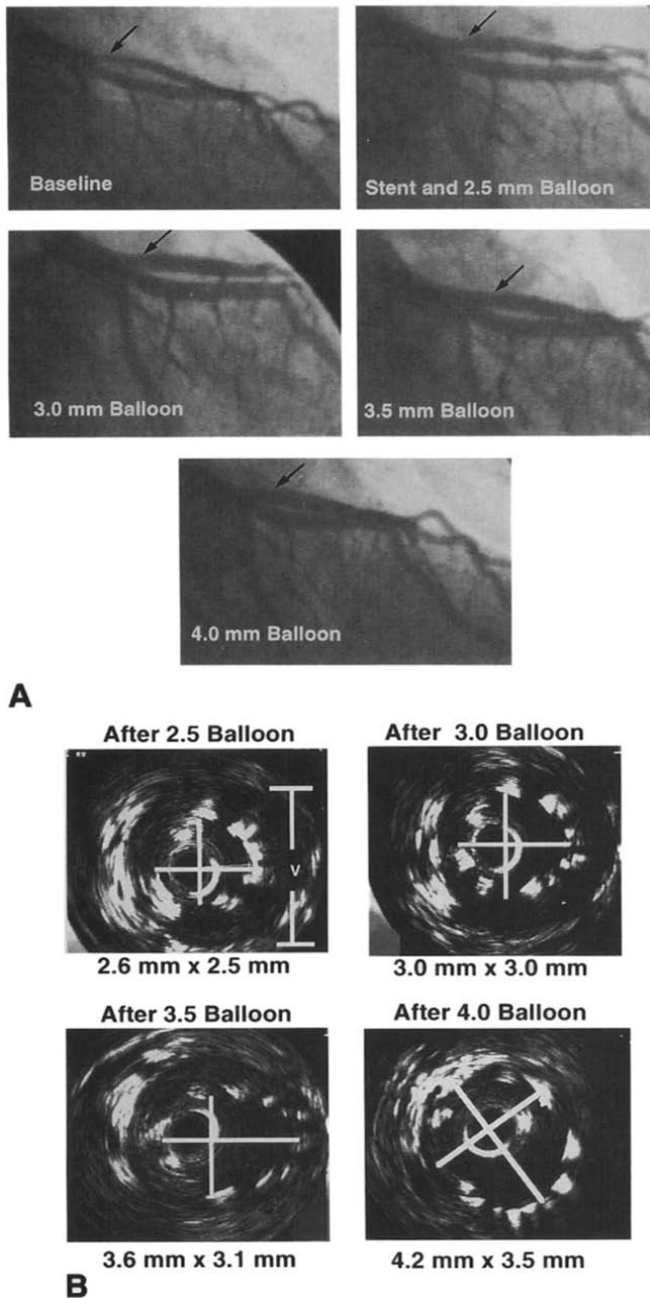 Baseline
Stent and 2.5 mm Balloon
3.0 mm Balloon
3.5 mm Balloon
4.0 mm Balloon
A
After 2.5 Balloon
After 3.0 Balloon
V
2.6 mm x 2.5 mm
3.0 mm x 3.0 mm
After 3.5 Balloon
After 4.0 Balloon
3.6 mm x 3.1 mm
4.2 mm x 3.5 mm
B